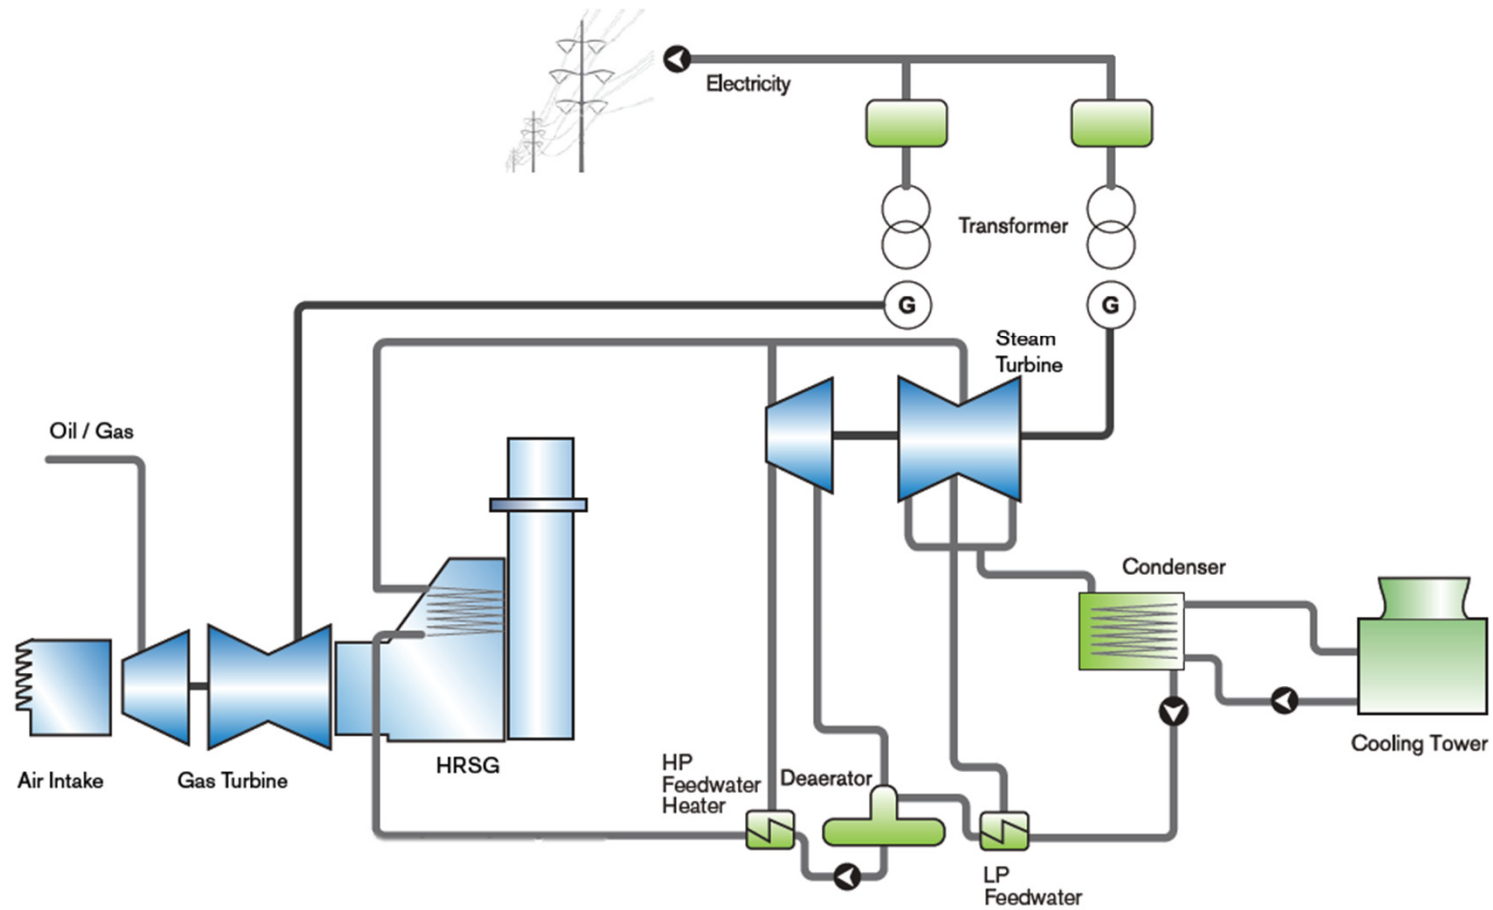 Electricity
Transformer
G
G
Steam
Turbine
Oil / Gas
Condenser
Air Intake
Gas Turbine
HRSG
HP
Feedwater
Heater
Deaerator
Cooling Tower
LP
Feedwater